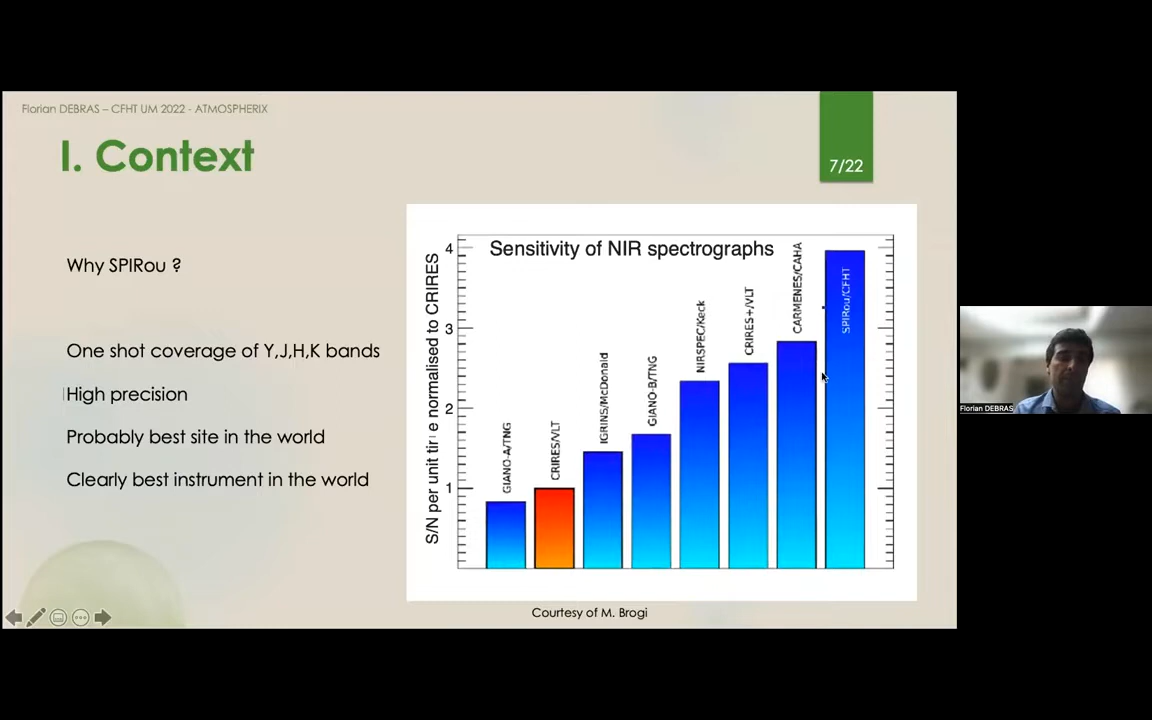 Florian DEBRAS – CFHT UM 2022 - ATMOSPHERIX
I. Context
7/22
Why SPIRou ?
One shot coverage of Y,J,H,K bands
High precision
Probably best site in the world
Clearly best instrument in the world
Sensitivity of NIR spectrographs
S/N per unit tir e normalised to CRIRES
4
3
2
1
GIANO-A/TNG
CRIRES/VLT
IGRINS/McDonald
GIANO-B/TNG
NIRSPEC/Keck
CRIRES+/VLT
CARMENES/CAHA
SPIRou/CFHT
Courtesy of M. Brogi
Florian DEBRAS